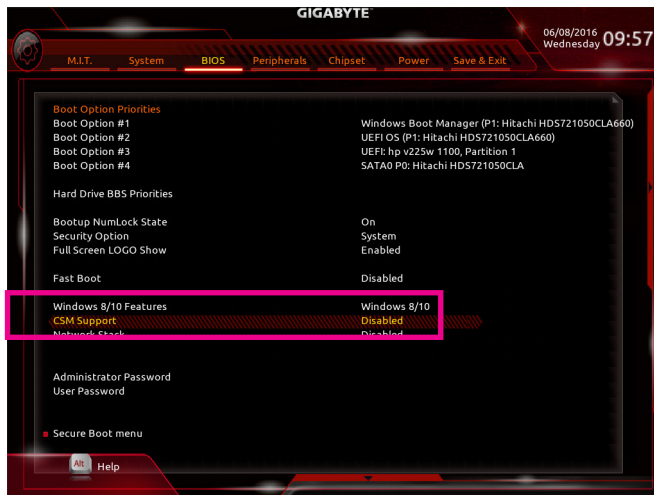 GIGABYTE
06/08/2016
Wednesday
09:57
M.I.T. System BIOS Peripherals Chipset Power Save & Exit
Boot Option Priorities
Boot Option #1 Windows Boot Manager (P1: Hitachi HDS721050CLA660)
Boot Option #2 UEFI OS (P1: Hitachi HDS721050CLA660)
Boot Option #3 UEFI: hp v225w 1100, Partition 1
Boot Option #4 SATA0 P0: Hitachi HDS721050CLA
Hard Drive BBS Priorities
Bootup NumLock State On
Security Option System
Full Screen LOGO Show Enabled
Fast Boot Disabled
Windows 8/10 Features Windows 8/10
CSM Support Disabled
Network Stack Disabled
Administrator Password
User Password
Secure Boot menu
Alt Help